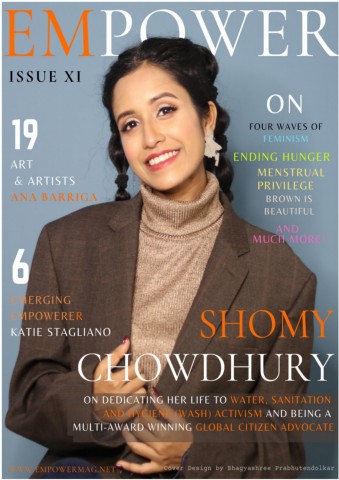 EMPOWER
ISSUE XI
ON
FOUR WAVES OF
FEMINISM
ENDING HUNGER
MENSTRUAL
PRIVILEGE
BROWN IS
BEAUTIFUL
AND
MUCH MORE!
19
ART
& ARTISTS
ANA BARRIGA
6
EMERGING
EMPOWERER
KATIE STAGLIANO
SHOMY
CHOWDHURY
ON DEDICATING HER LIFE TO WATER, SANITATION
AND HYGIENE (WASH) ACTIVISM AND BEING A
MULTI-AWARD WINNING GLOBAL CITIZEN ADVOCATE
WWW.EMPOWERMAG.NET
Cover Design by Bhagyashree Prabhutendolkar